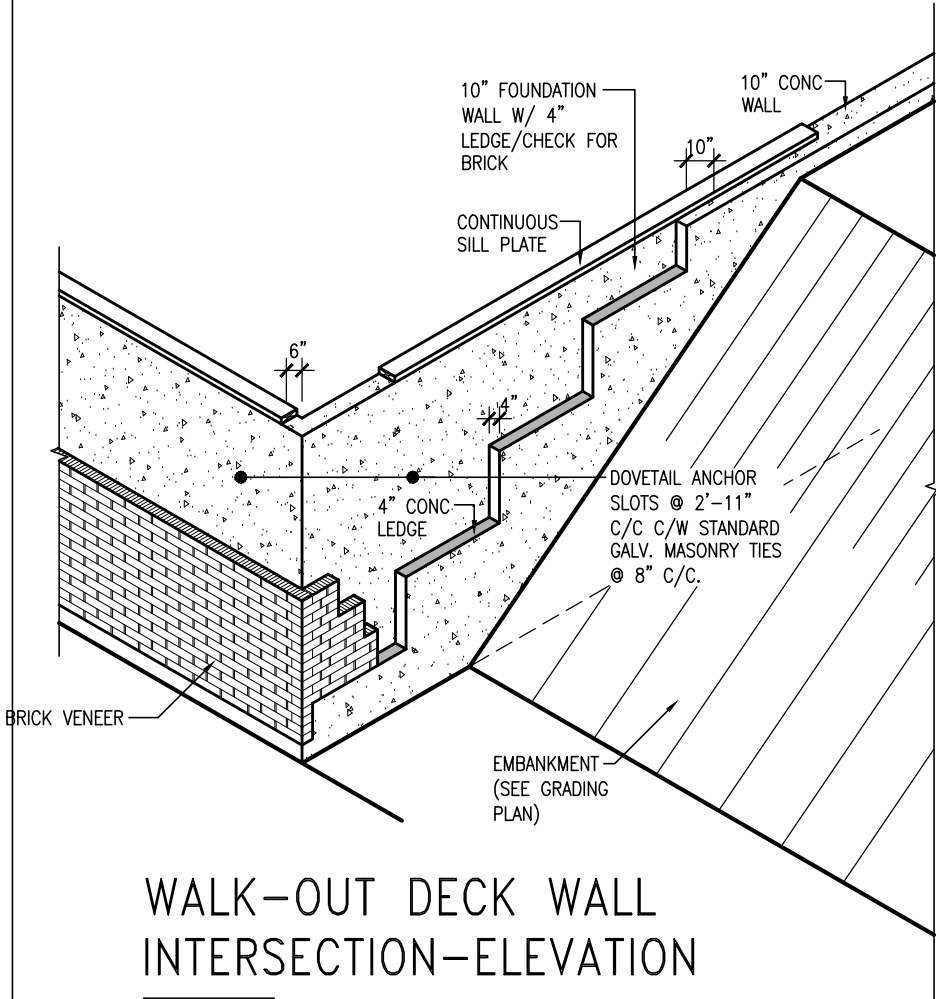 10" FOUNDATION
WALL W/ 4"
LEDGE/CHECK FOR
BRICK
10" CONC
WALL
10"
CONTINUOUS
SILL PLATE
6"
4"
4" CONC
LEDGE
DOVETAIL ANCHOR
SLOTS @ 2'-11"
C/C C/W STANDARD
GALV. MASONRY TIES
@ 8" C/C.
BRICK VENEER
EMBANKMENT
(SEE GRADING
PLAN)
WALK-OUT DECK WALL
INTERSECTION-ELEVATION